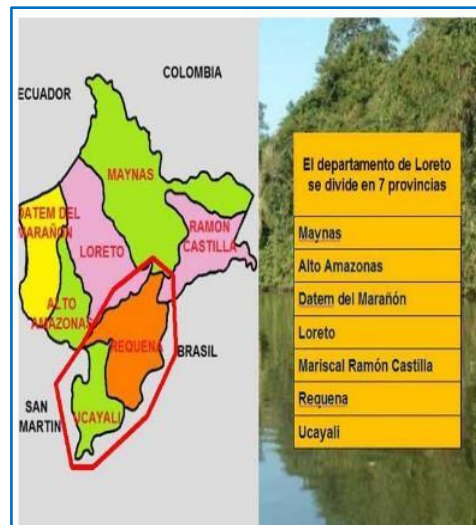 COLOMBIA
ECUADOR
MAYNAS
DATEM DEL
MARAÑON
LORETO
RAMON
CASTILLA
ALTO
AMAZONAS
REQUENA
BRASIL
SAN
MARTIN
UCAYALI
El departamento de Loreto
se divide en 7 provincias
Maynas
Alto Amazonas
Datem del Marañón
Loreto
Mariscal Ramón Castilla
Requena
Ucayali